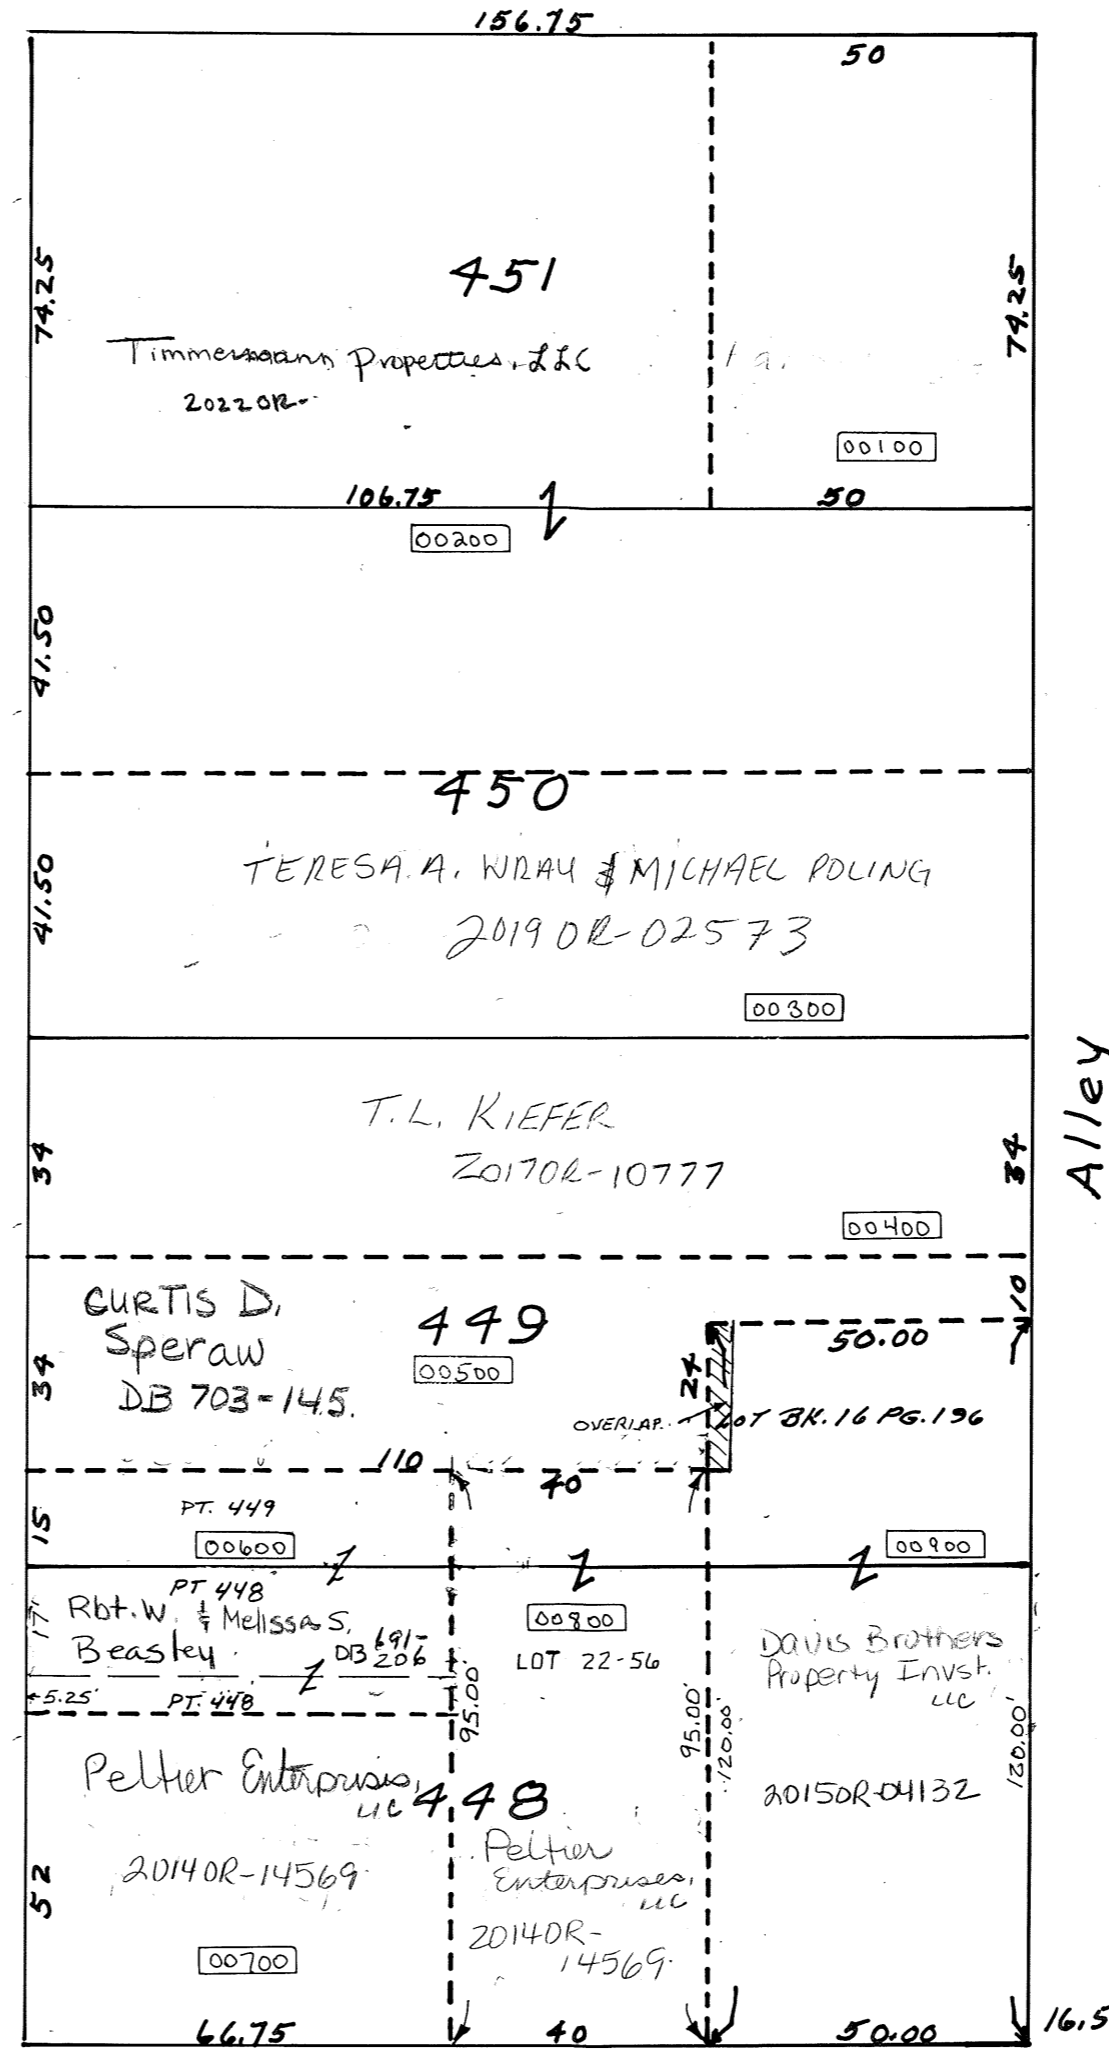 156.75
50
74.25
451
74.25
Timmermann Properties, LLC
2022OR-
00100
106.75
50
00200
41.50
450
41.50
TERESA. A. WRAY & MICHAEL POLING
2019OR-02573
00300
Alley
T.L. KIEFER
2017OR-10777
34
34
00400
CURTIS D.
Speraw
DB 703-145.
449
00500
10
50.00
34
24
OVERLAP.
LOT BK. 16 PG. 196
110
40
15
PT. 449
00600
00900
PT 448
Rbt. W. & Melissa S.
Beasley
DB 691-
206
17'
00800
LOT 22-56
Davis Brothers
Property Invst.
LLC
5.25'
PT. 448
95.00'
95.00'
120.00'
120.00'
Peltier Enterprises,
LLC
448
2015OR-04132
52
2014OR-14569
Peltier
Enterprises,
LLC
2014OR-
14569
00700
66.75
40
50.00
16.5